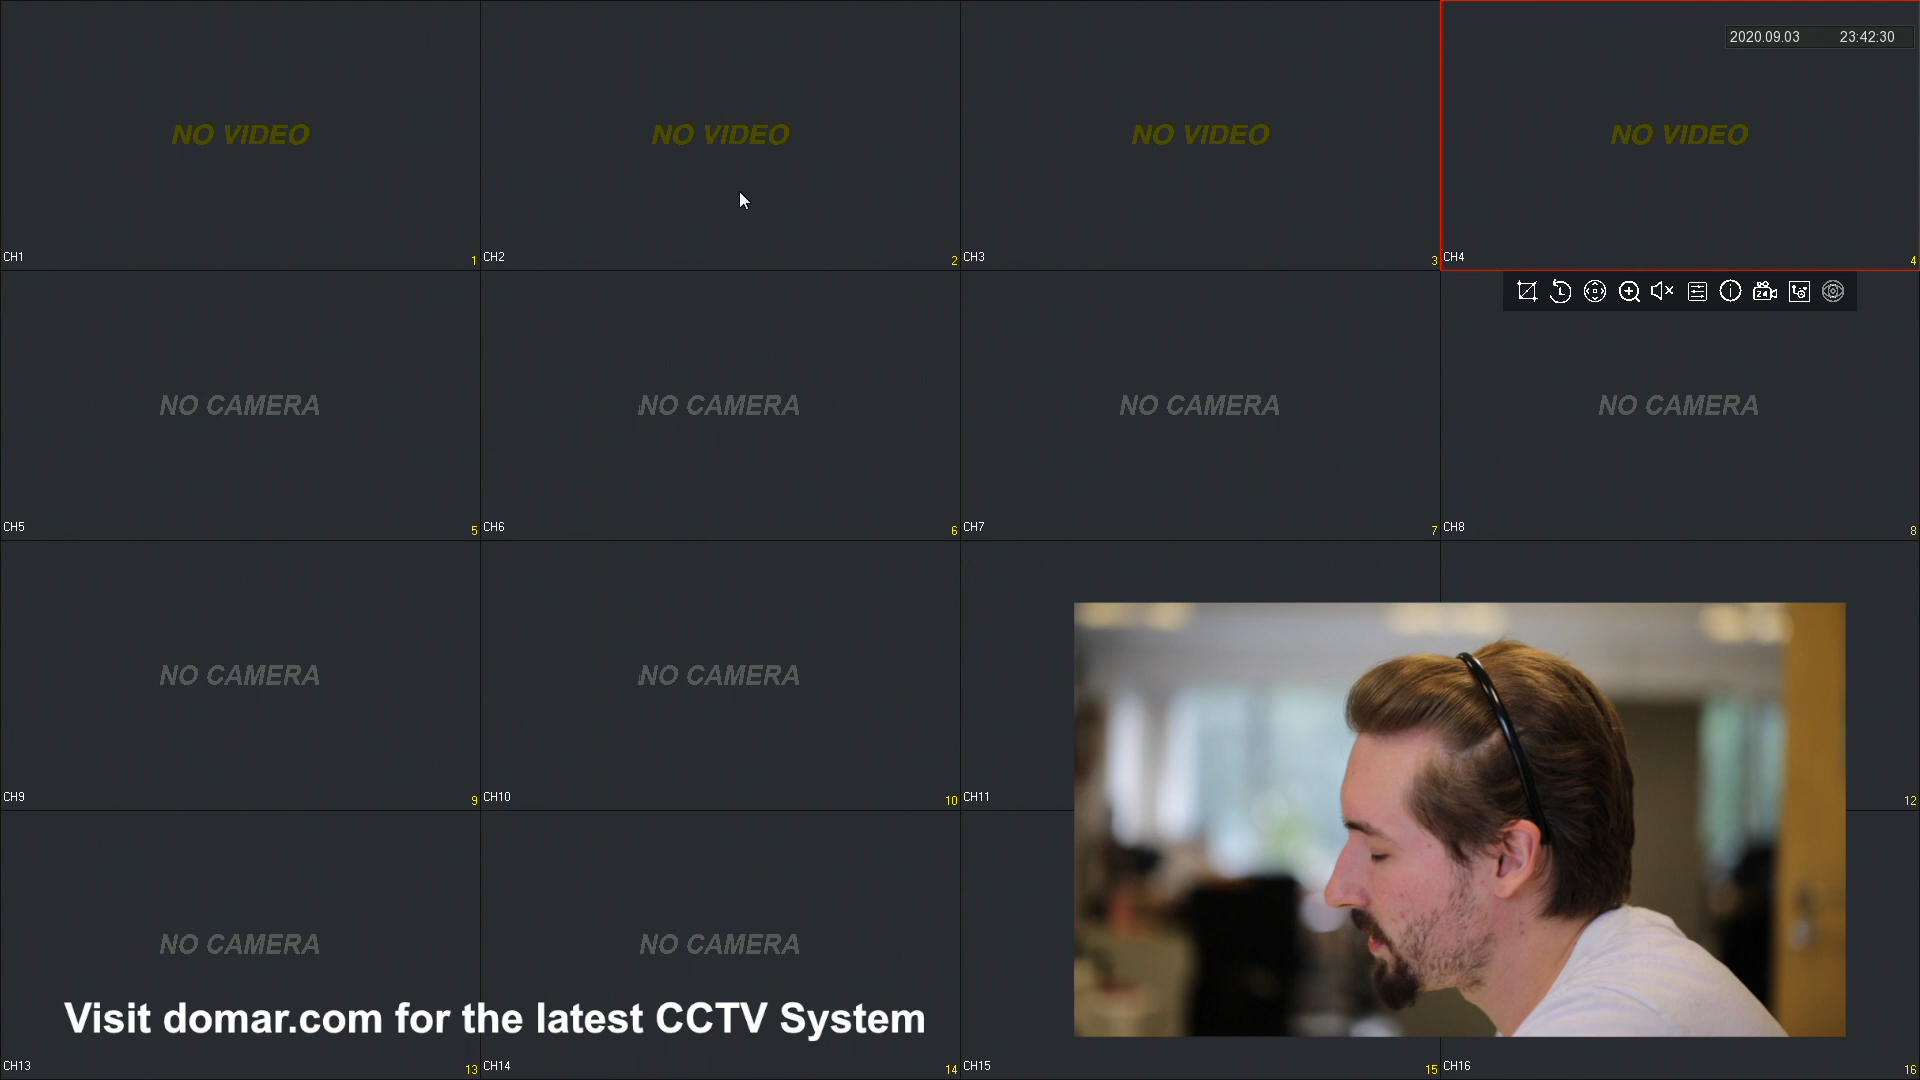 2020.09.03 23:42:30
NO VIDEO NO VIDEO NO VIDEO NO VIDEO
CH1 1 CH2 2 CH3 3 CH4 4
24
NO CAMERA NO CAMERA NO CAMERA NO CAMERA
CH5 5 CH6 6 CH7 7 CH8 8
NO CAMERA NO CAMERA
CH9 9 CH10 10 CH11 12
NO CAMERA NO CAMERA
Visit domar.com for the latest CCTV System
CH13 13 CH14 14 CH15 15 CH16 16